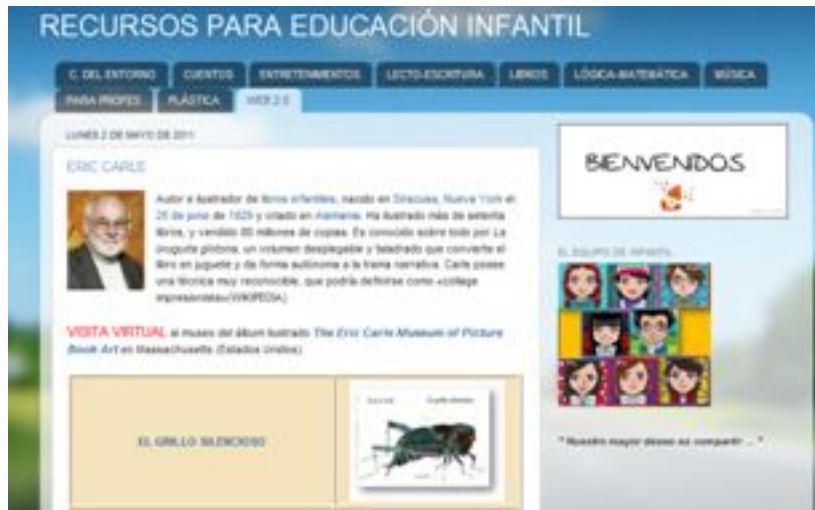 RECURSOS PARA EDUCACIÓN INFANTIL
C. DEL ENTORNO CUENTOS ENTRETENIMIENTOS LECTO-ESCRITURA LIBROS LÓGICA-MATEMÁTICA MÚSICA
PARA PROFES PLÁSTICA WEB 2.0
LUNES 2 DE MAYO DE 2011
ERIC CARLE
Autor e ilustrador de libros infantiles, nacido en Siracusa, Nueva York el
25 de junio de 1929 y criado en Alemania. Ha ilustrado más de setenta
libros, y vendido 80 millones de copias. Es conocido sobre todo por La
oruguita glotona, un volumen desplegable y taladrado que convierte el
libro en juguete y da forma autónoma a la trama narrativa. Carle posee
una técnica muy reconocible, que podría definirse como «collage
impresionista»(WIKIPEDIA)
VISITA VIRTUAL al museo del álbum ilustrado The Eric Carle Museum of Picture
Book Art en Massachusetts (Estados Unidos)
EL GRILLO SILENCIOSO
BIENVENIDOS
EL EQUIPO DE INFANTIL
" Nuestro mayor deseo es compartir ... "